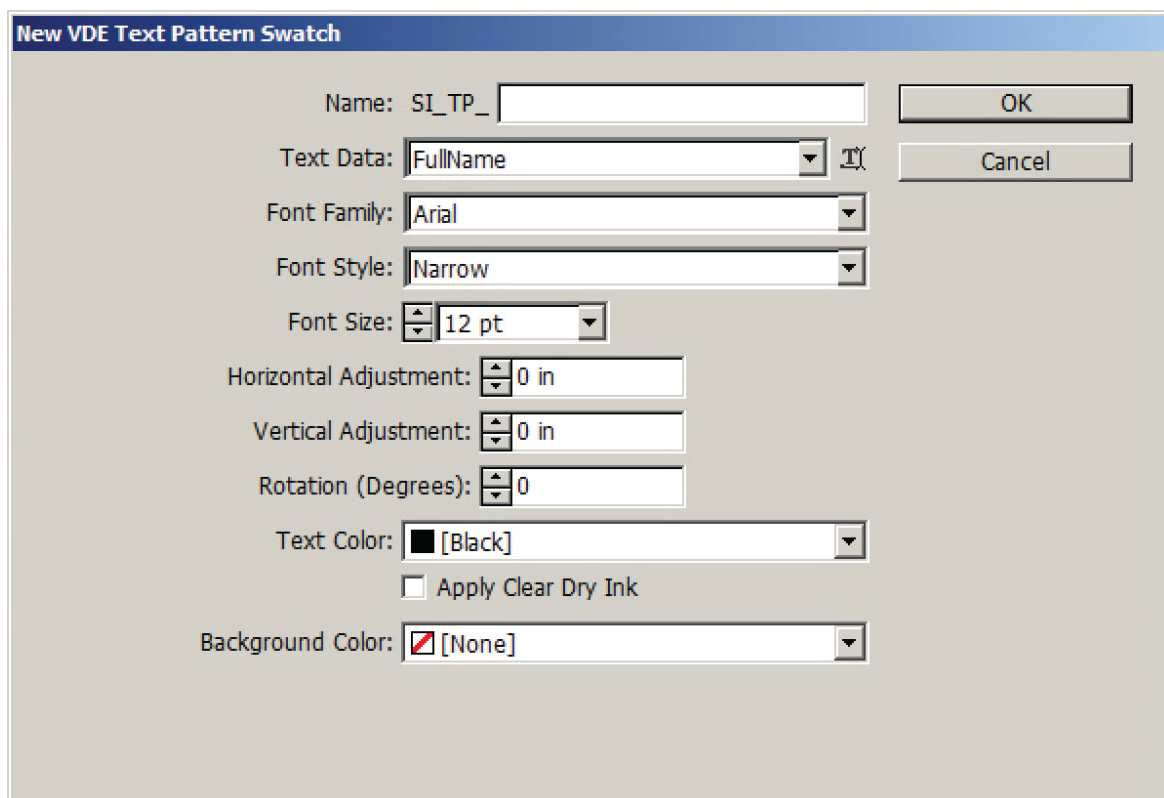 New VDE Text Pattern Swatch
Name: SI_TP_
OK
Text Data: FullName
Cancel
Font Family: Arial
Font Style: Narrow
Font Size: 12 pt
Horizontal Adjustment: 0 in
Vertical Adjustment: 0 in
Rotation (Degrees): 0
Text Color: [Black]
Apply Clear Dry Ink
Background Color: [None]